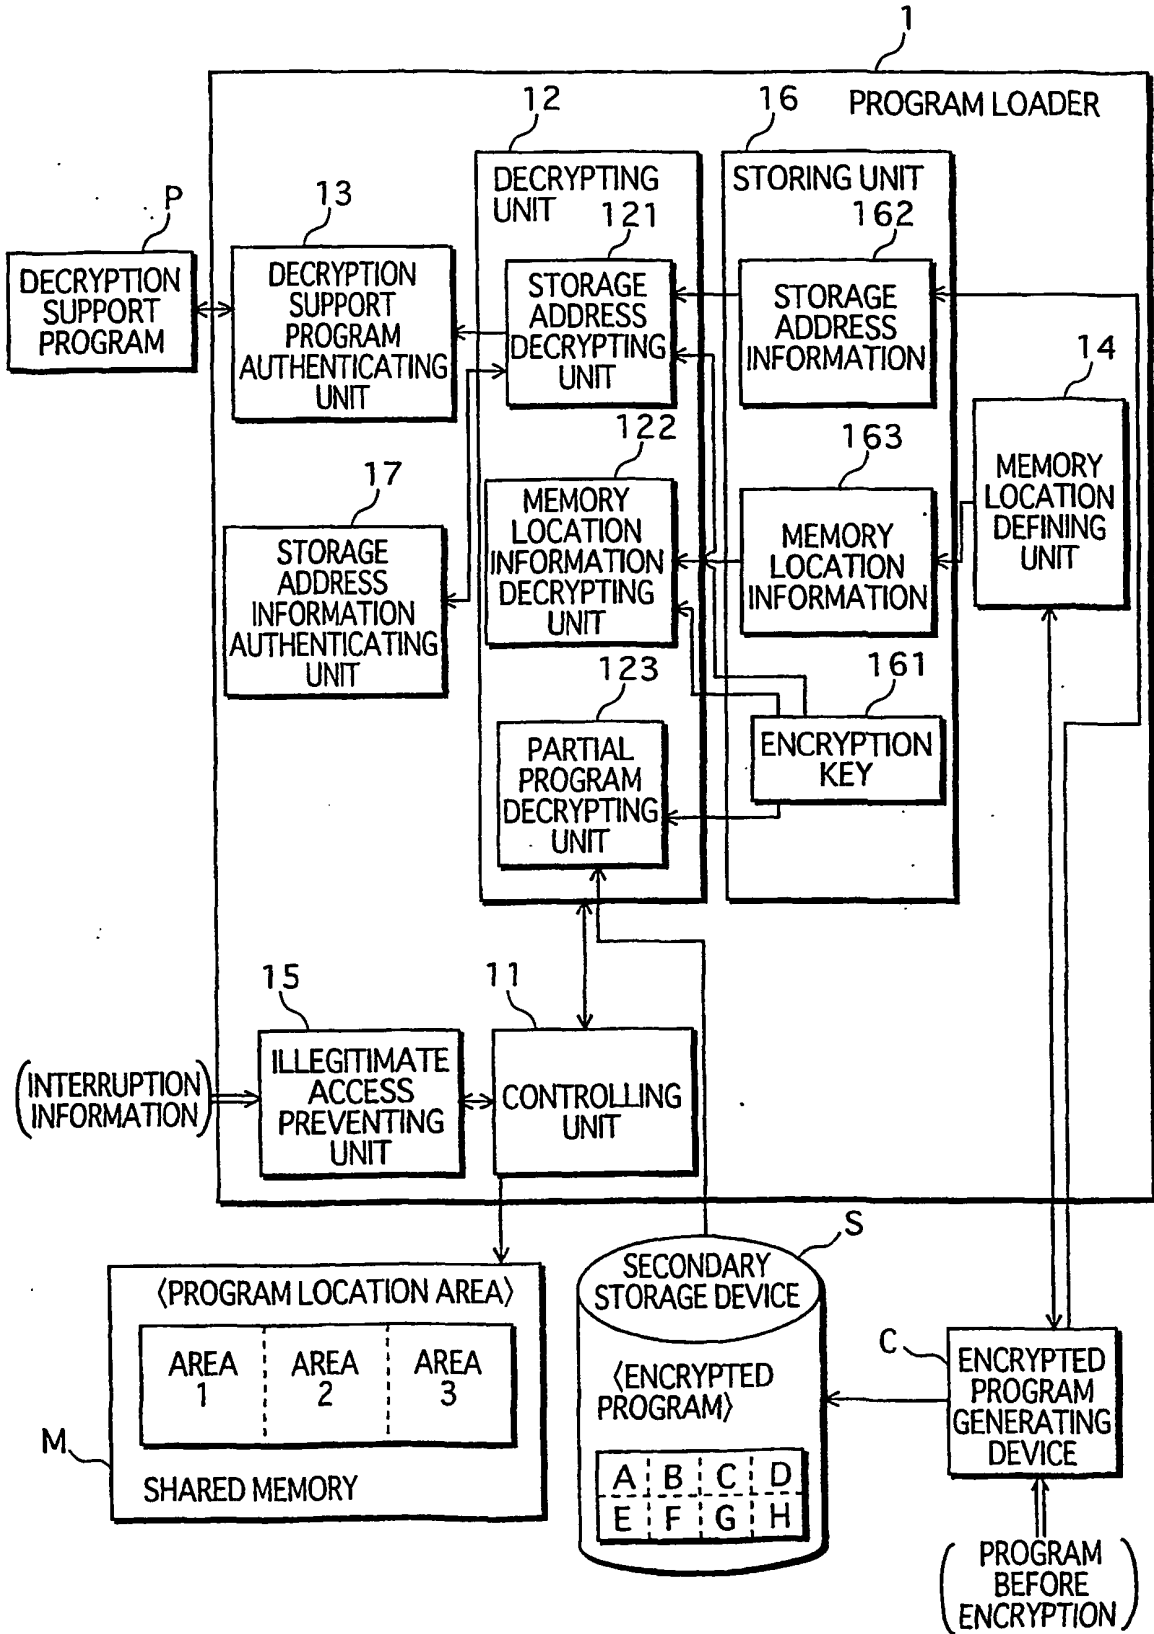 1
PROGRAM LOADER
12
DECRYPTING
UNIT
16
STORING UNIT
P
DECRYPTION
SUPPORT
PROGRAM
13
DECRYPTION
SUPPORT
PROGRAM
AUTHENTICATING
UNIT
121
STORAGE
ADDRESS
DECRYPTING
UNIT
162
STORAGE
ADDRESS
INFORMATION
14
MEMORY
LOCATION
DEFINING
UNIT
17
STORAGE
ADDRESS
INFORMATION
AUTHENTICATING
UNIT
122
MEMORY
LOCATION
INFORMATION
DECRYPTING
UNIT
163
MEMORY
LOCATION
INFORMATION
123
PARTIAL
PROGRAM
DECRYPTING
UNIT
161
ENCRYPTION
KEY
(INTERRUPTION
INFORMATION)
15
ILLEGITIMATE
ACCESS
PREVENTING
UNIT
11
CONTROLLING
UNIT
M
〈PROGRAM LOCATION AREA〉
AREA
1
AREA
2
AREA
3
SHARED MEMORY
S
SECONDARY
STORAGE DEVICE
〈ENCRYPTED
PROGRAM〉
A B C D
E F G H
C
ENCRYPTED
PROGRAM
GENERATING
DEVICE
(PROGRAM
BEFORE
ENCRYPTION)